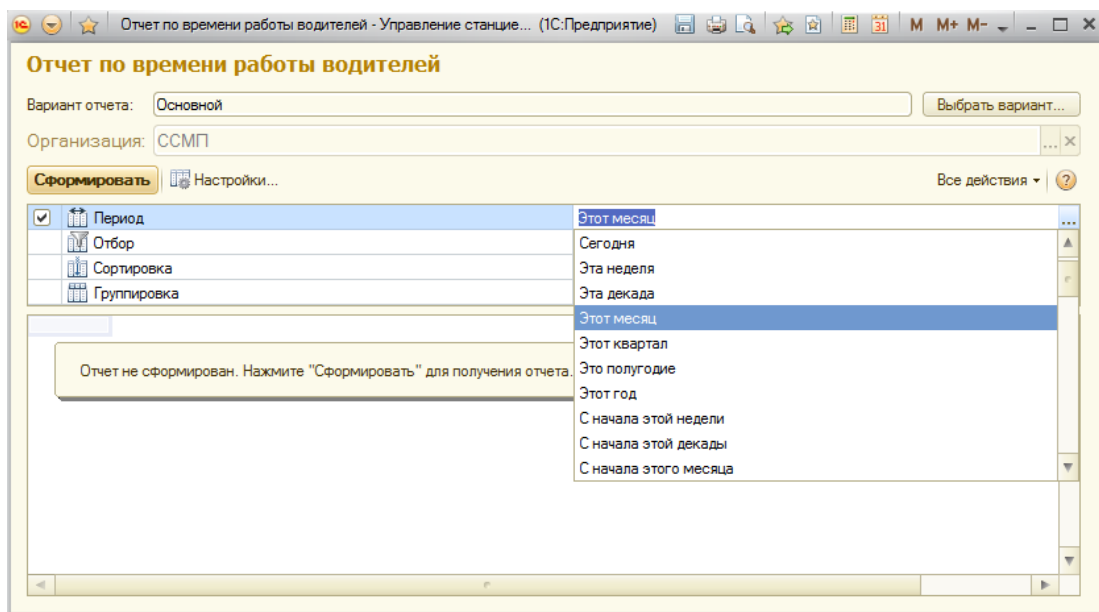 Отчет по времени работы водителей - Управление станцие... (1С:Предприятие) 31 M M+ M-
Отчет по времени работы водителей
Вариант отчета: Основной Выбрать вариант...
Организация: ССМП ... ×
Сформировать Настройки... Все действия ?
Период Этот месяц ...
Отбор Сегодня
Сортировка Эта неделя
Группировка Эта декада
Этот месяц
Этот квартал
Отчет не сформирован. Нажмите "Сформировать" для получения отчета. Это полугодие
Этот год
С начала этой недели
С начала этой декады
С начала этого месяца